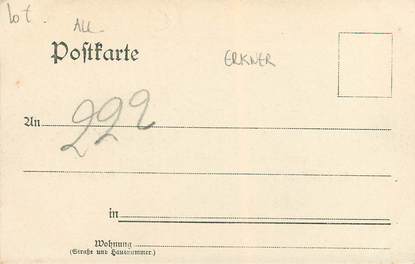 lot.
ALL.
Postkarte
ERKNER
An
222
in
Wohnung
(Straße und Hausnummer.)